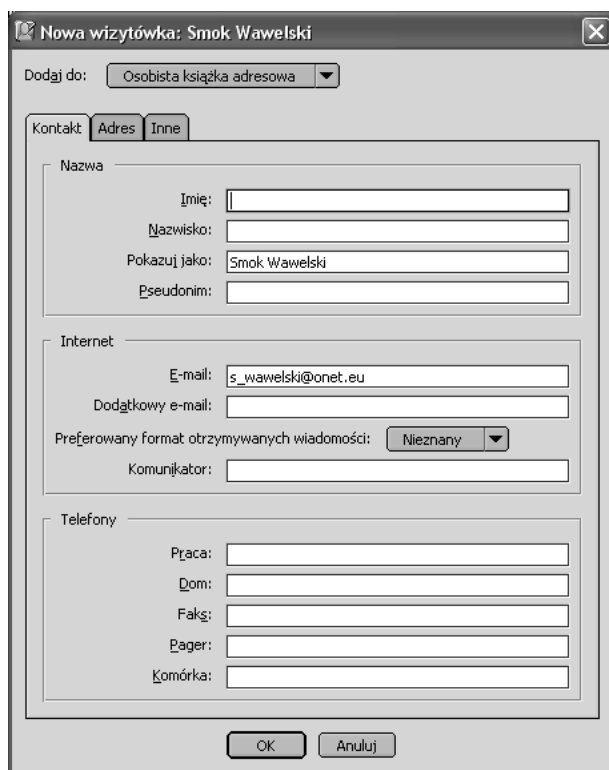 Nowa wizytówka: Smok Wawelski
Dodaj do: Osobista książka adresowa
Kontakt Adres Inne
Nazwa
Imię:
Nazwisko:
Pokazuj jako: Smok Wawelski
Pseudonim:
Internet
E-mail: s_wawelski@onet.eu
Dodatkowy e-mail:
Preferowany format otrzymywanych wiadomości: Nieznany
Komunikator:
Telefony
Praca:
Dom:
Faks:
Pager:
Komórka:
OK Anuluj